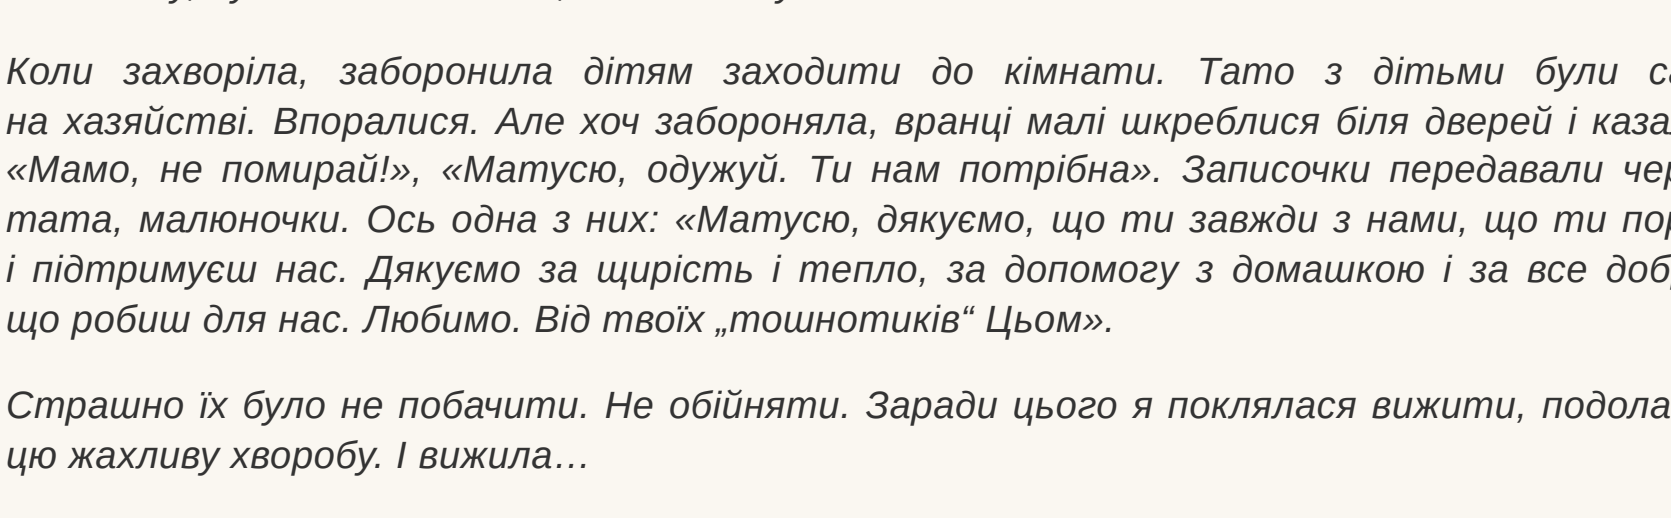 Коли захворіла, заборонила дітям заходити до кімнати. Тато з дітьми були
на хазяйстві. Впоралися. Але хоч забороняла, вранці малі шкреблися біля дверей і
«Мамо, не помирай!», «Матусю, одужуй. Ти нам потрібна». Записочки передавали
тата, малюночки. Ось одна з них: «Матусю, дякуємо, що ти завжди з нами, що ти
і підтримуєш нас. Дякуємо за щирість і тепло, за допомогу з домашкою і за все
що робиш для нас. Любимо. Від твоїх „тошнотиків“ Цьом».
Страшно їх було не побачити. Не обійняти. Заради цього я поклялася вижити,
цю жахливу хворобу. І вижила…